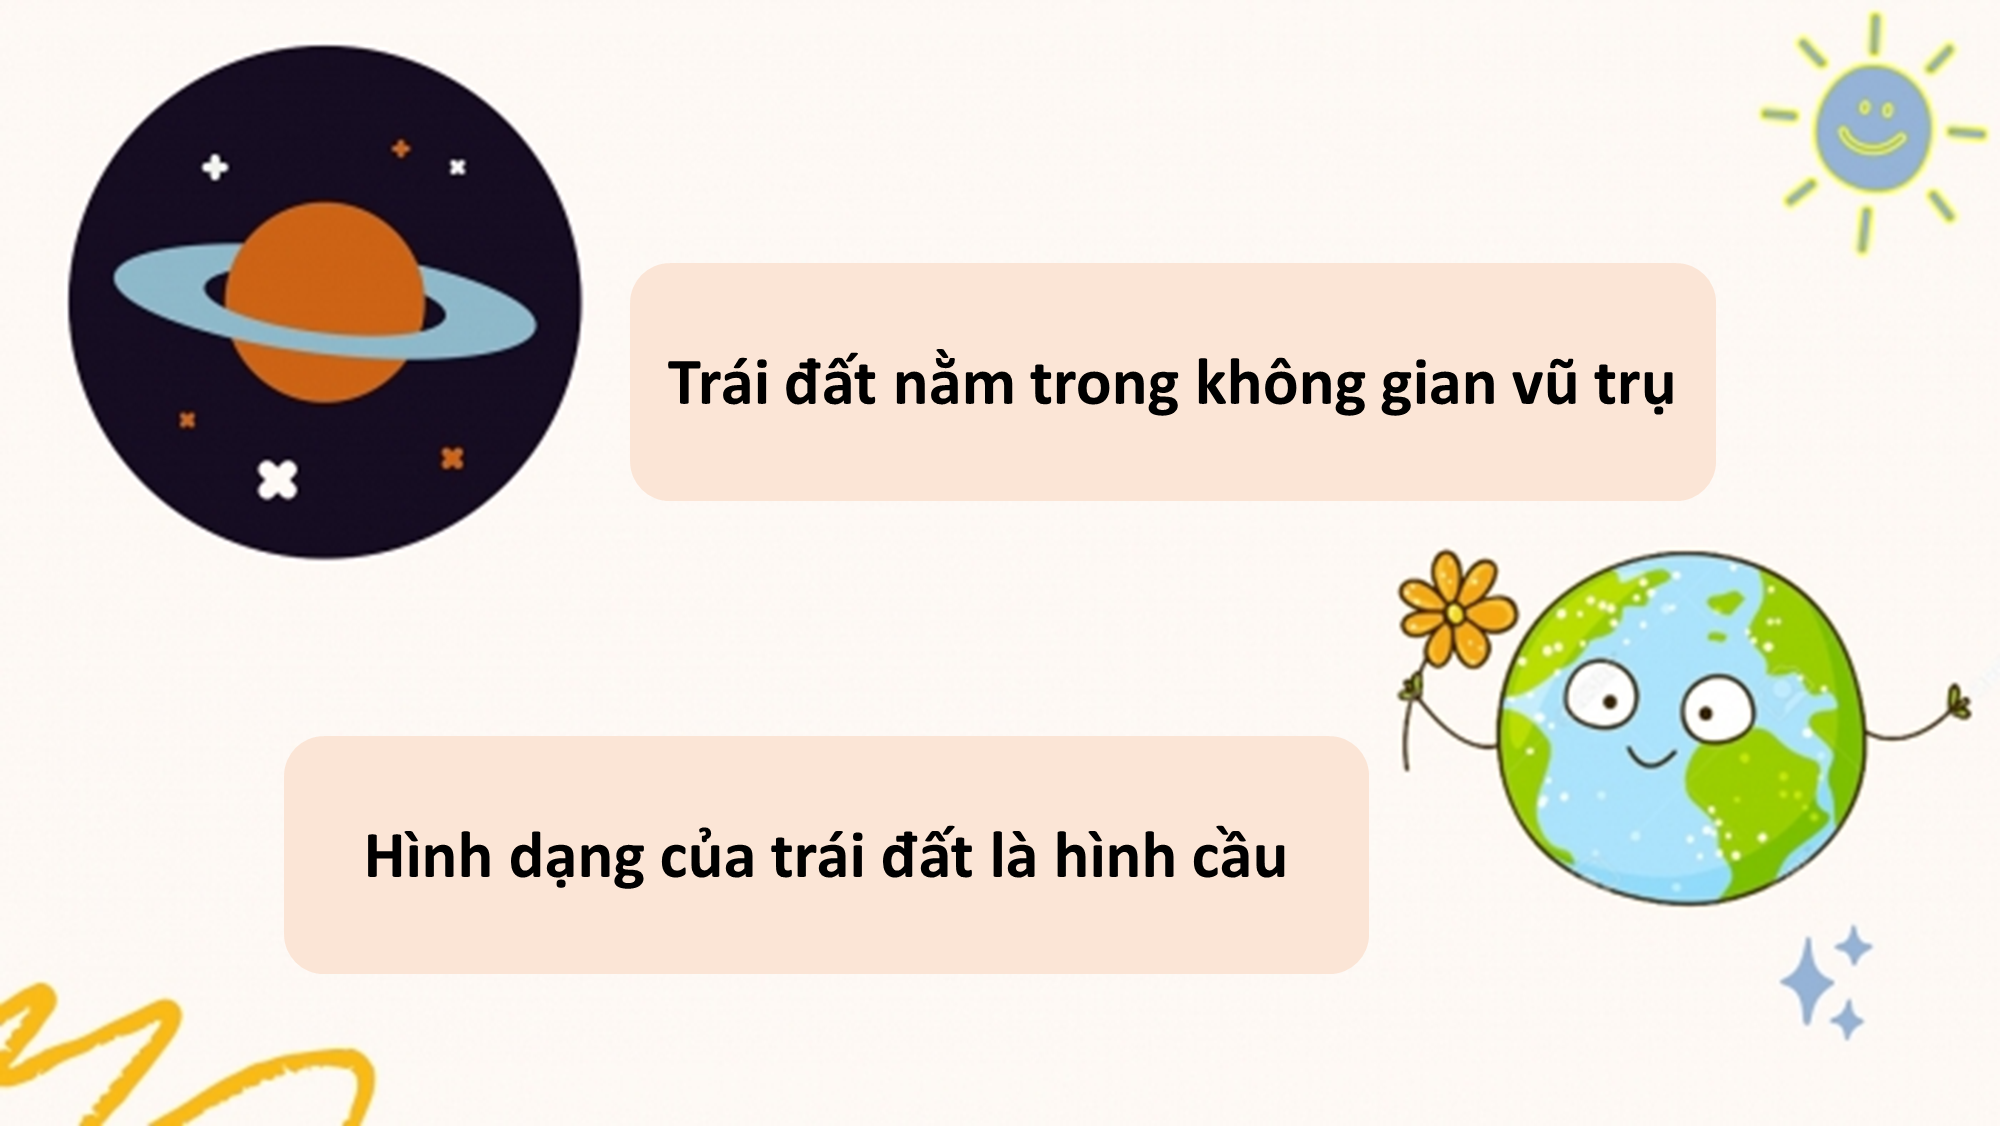 Trái đất nằm trong không gian vũ trụ
Hình dạng của trái đất là hình cầu